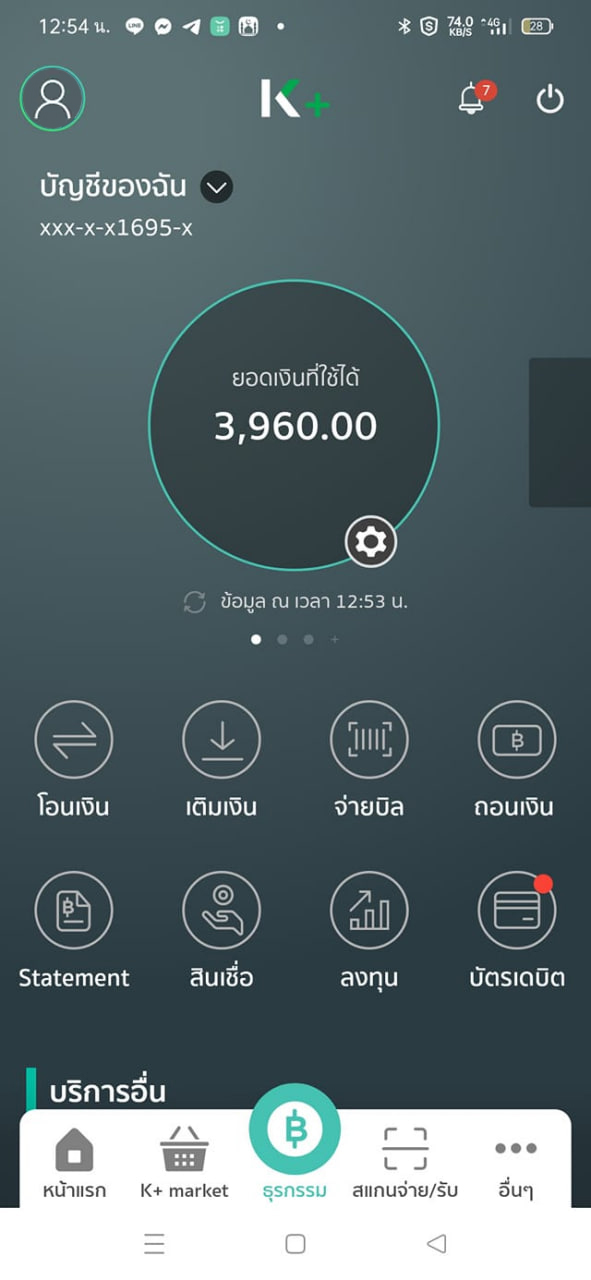 12:54 น.
74.0 KB/S
4G
28
K+
7
บัญชีของฉัน
xxx-x-x1695-x
ยอดเงินที่ใช้ได้
3,960.00
ข้อมูล ณ เวลา 12:53 น.
โอนเงิน เติมเงิน จ่ายบิล ถอนเงิน
Statement สินเชื่อ ลงทุน บัตรเดบิต
บริการอื่น
หน้าแรก K+ market ธุรกรรม สแกนจ่าย/รับ อื่นๆ